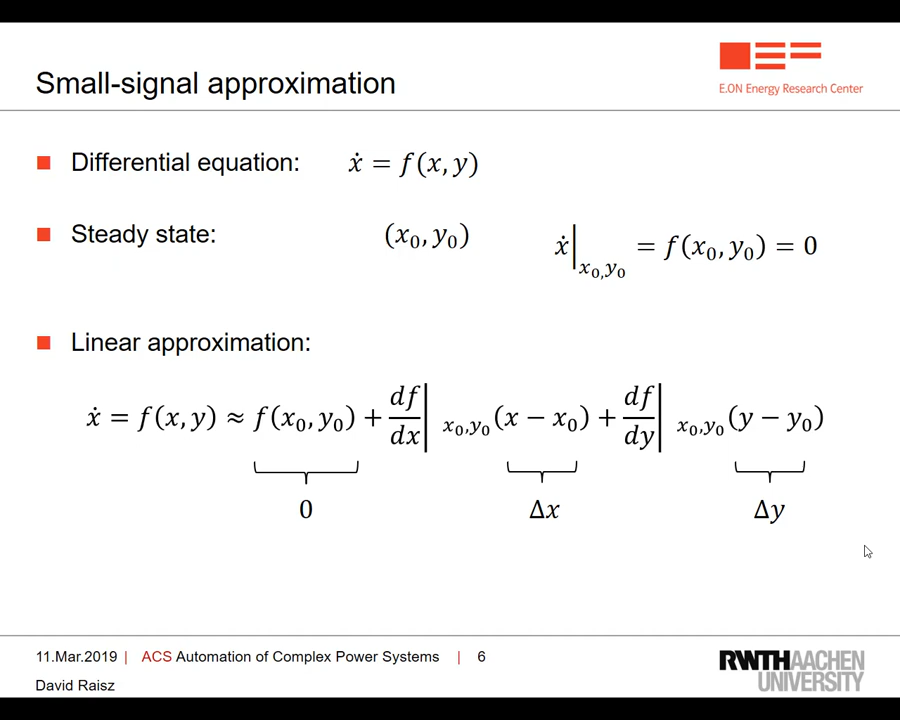 Small-signal approximation
E.ON Energy Research Center
Differential equation: ẋ = f(x, y)
Steady state: (x₀, y₀) ẋ|x₀,y₀ = f(x₀, y₀) = 0
Linear approximation:
ẋ = f(x, y) ≈ f(x₀, y₀) + df/dx| x₀,y₀ (x − x₀) + df/dy| x₀,y₀ (y − y₀)
0 Δx Δy
11.Mar.2019 | ACS Automation of Complex Power Systems | 6
David Raisz
RWTHAACHEN
UNIVERSITY